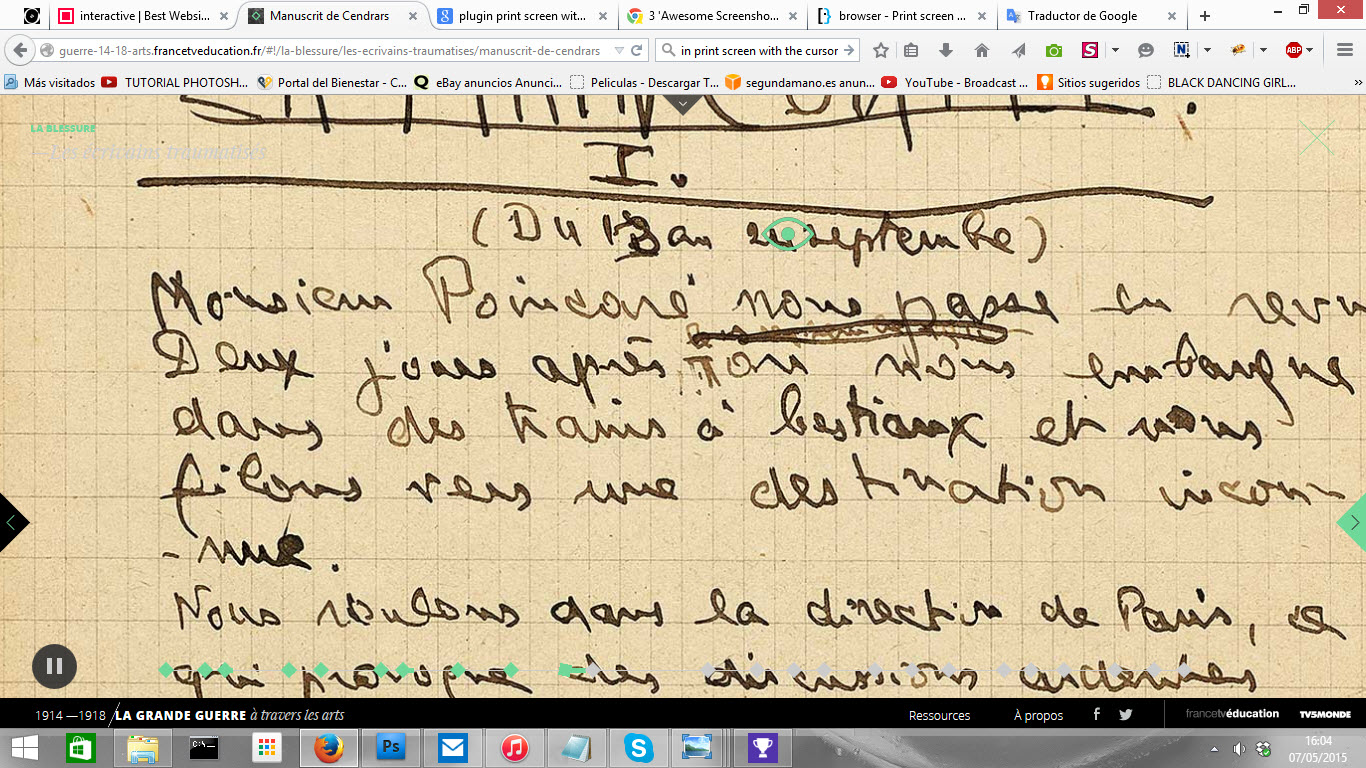 interactive | Best Websi...
Manuscrit de Cendrars
plugin print screen wit...
3 'Awesome Screensho...
browser - Print screen ...
Traductor de Google
guerre-14-18-arts.francetveducation.fr/#!/la-blessure/les-ecrivains-traumatises/manuscrit-de-cendrars
in print screen with the cursor
Más visitados
TUTORIAL PHOTOSH...
Portal del Bienestar - C...
eBay anuncios Anunci...
Peliculas - Descargar T...
segundamano.es anun...
YouTube - Broadcast ...
Sitios sugeridos
BLACK DANCING GIRL...
LA BLESSURE
Les écrivains traumatisés
I.
(Du 13 au septembre)
Monsieur Poincaré nous passe en revu
Deux jours après on nous embarque
dans des trains à bestiaux et nous
filons vers une destination incon-
-nue.
Nous roulons dans la direction de Paris, ce
qui provoque des discussions ardentes
1914 —1918 / LA GRANDE GUERRE à travers les arts
Ressources
À propos
francetvéducation
TV5MONDE
16:04
07/05/2015